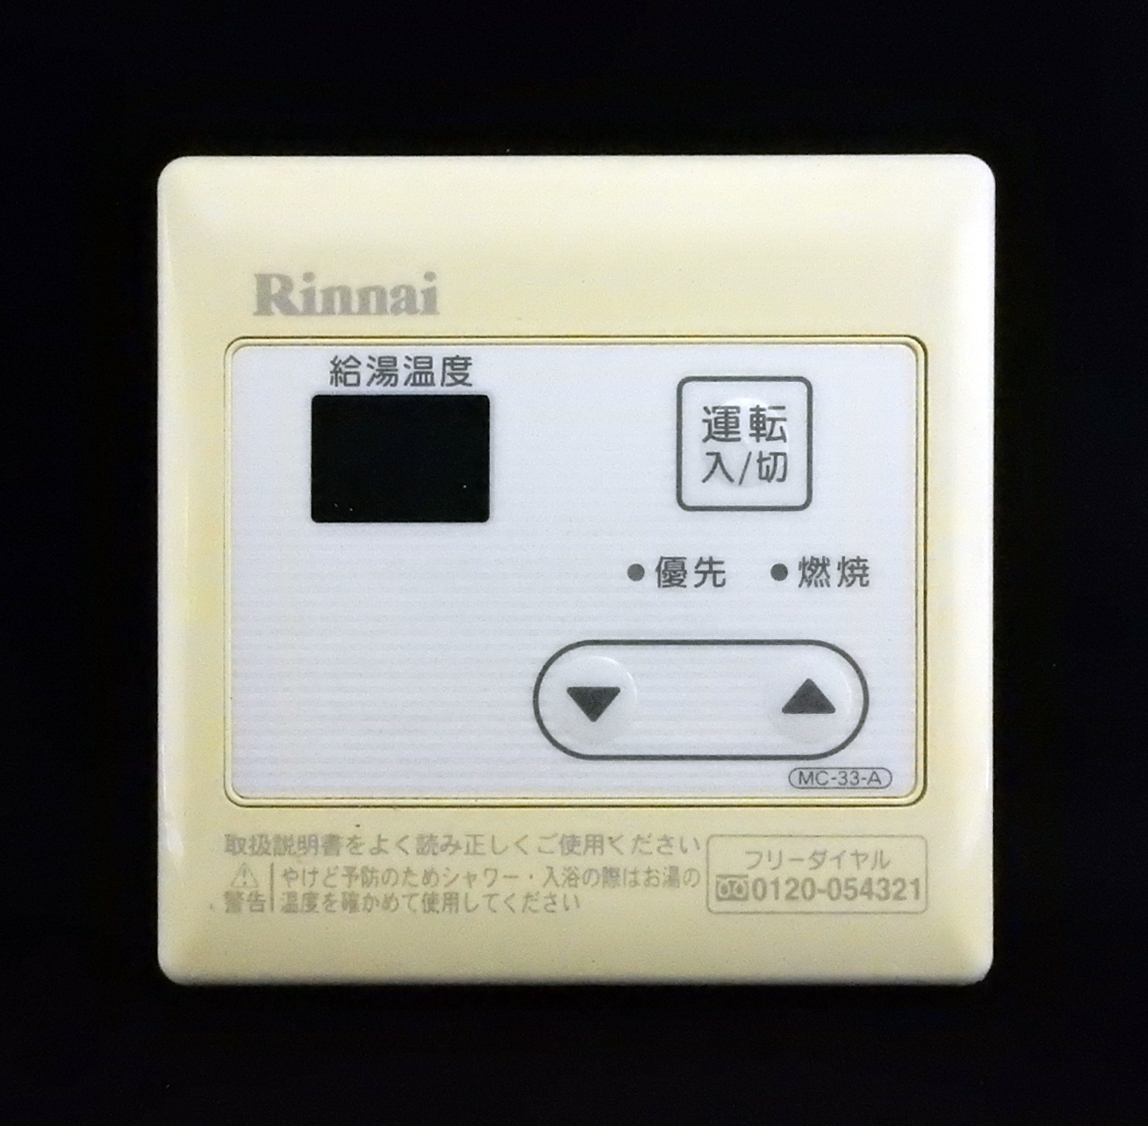 Rinnai
給湯温度
運転
入/切
●優先 ●燃焼
▼ ▲
MC-33-A
取扱説明書をよく読み正しくご使用ください
⚠ やけど予防のためシャワー・入浴の際はお湯の
警告 温度を確かめて使用してください
フリーダイヤル
0120-054321